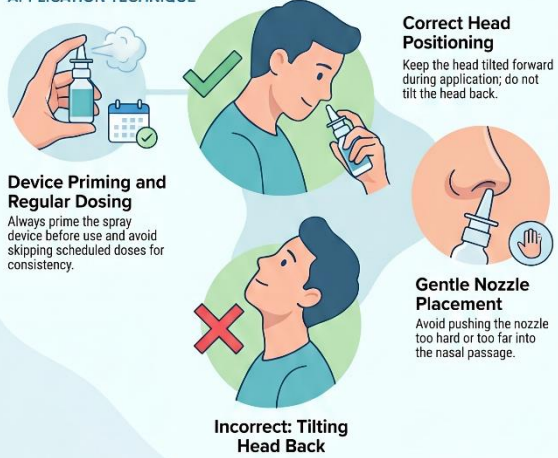 APPLICATION TECHNIQUE
Correct Head
Positioning
Keep the head tilted forward
during application; do not
tilt the head back.
Device Priming and
Regular Dosing
Always prime the spray
device before use and avoid
skipping scheduled doses for
consistency.
Gentle Nozzle
Placement
Avoid pushing the nozzle
too hard or too far into
the nasal passage.
Incorrect: Tilting
Head Back